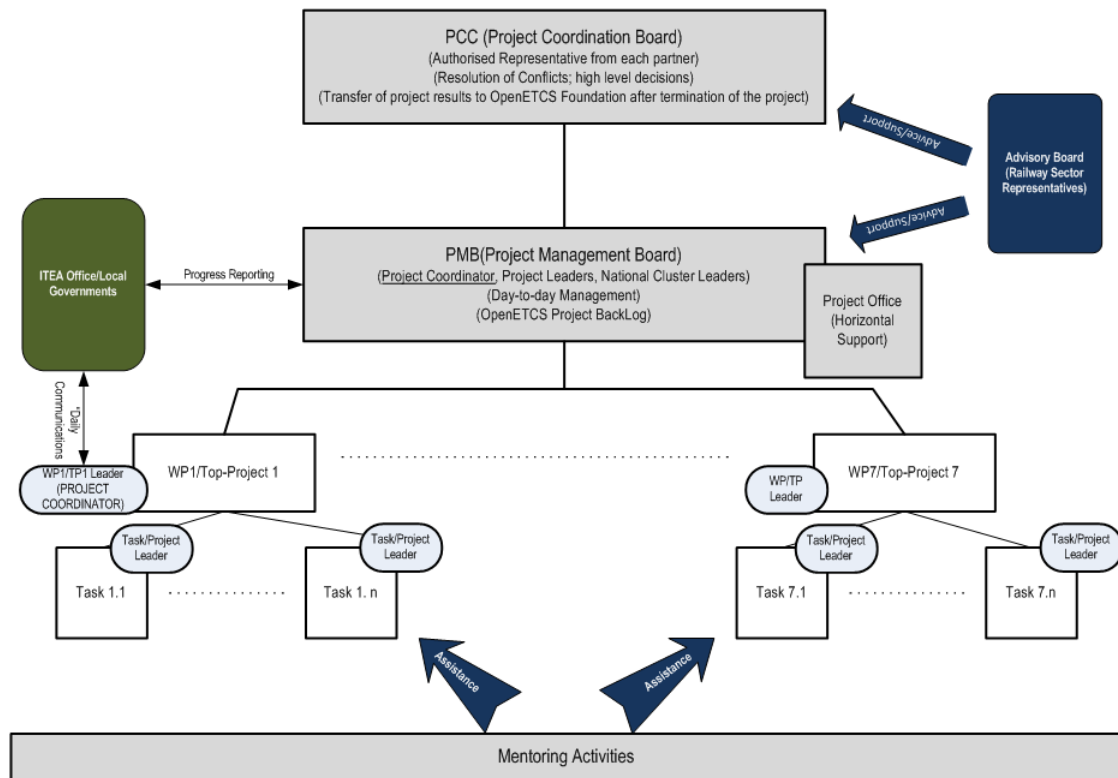 PCC (Project Coordination Board)
(Authorised Representative from each partner)
(Resolution of Conflicts; high level decisions)
(Transfer of project results to OpenETCS Foundation after termination of the project)
Advice/Support
Advisory Board
(Railway Sector
Representatives)
Advice/Support
ITEA Office/Local
Governments
Progress Reporting
PMB(Project Management Board)
(Project Coordinator, Project Leaders, National Cluster Leaders)
(Day-to-day Management)
(OpenETCS Project BackLog)
Project Office
(Horizontal
Support)
"Daily
Communications
WP1/Top-Project 1
WP1/TP1 Leader
(PROJECT
COORDINATOR)
WP7/Top-Project 7
WP/TP
Leader
Task/Project
Leader
Task/Project
Leader
Task/Project
Leader
Task/Project
Leader
Task 1.1
Task 1. n
Task 7.1
Task 7.n
Assistance
Assistance
Mentoring Activities